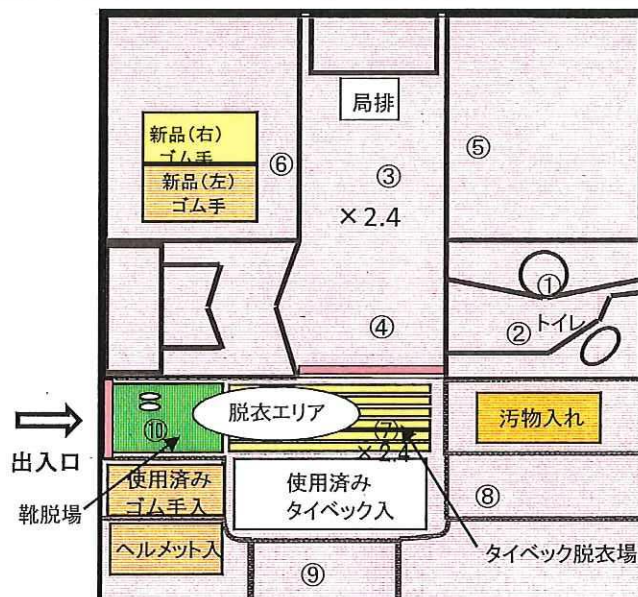 局排
新品(右)
ゴム手
⑥
新品(左)
ゴム手
③
×2.4
⑤
①
②
トイレ
④
出入口
⑩
脱衣エリア
⑦
×2.4
汚物入れ
靴脱場
使用済み
ゴム手入
使用済み
タイベック入
⑧
ヘルメット入
⑨
タイベック脱衣場